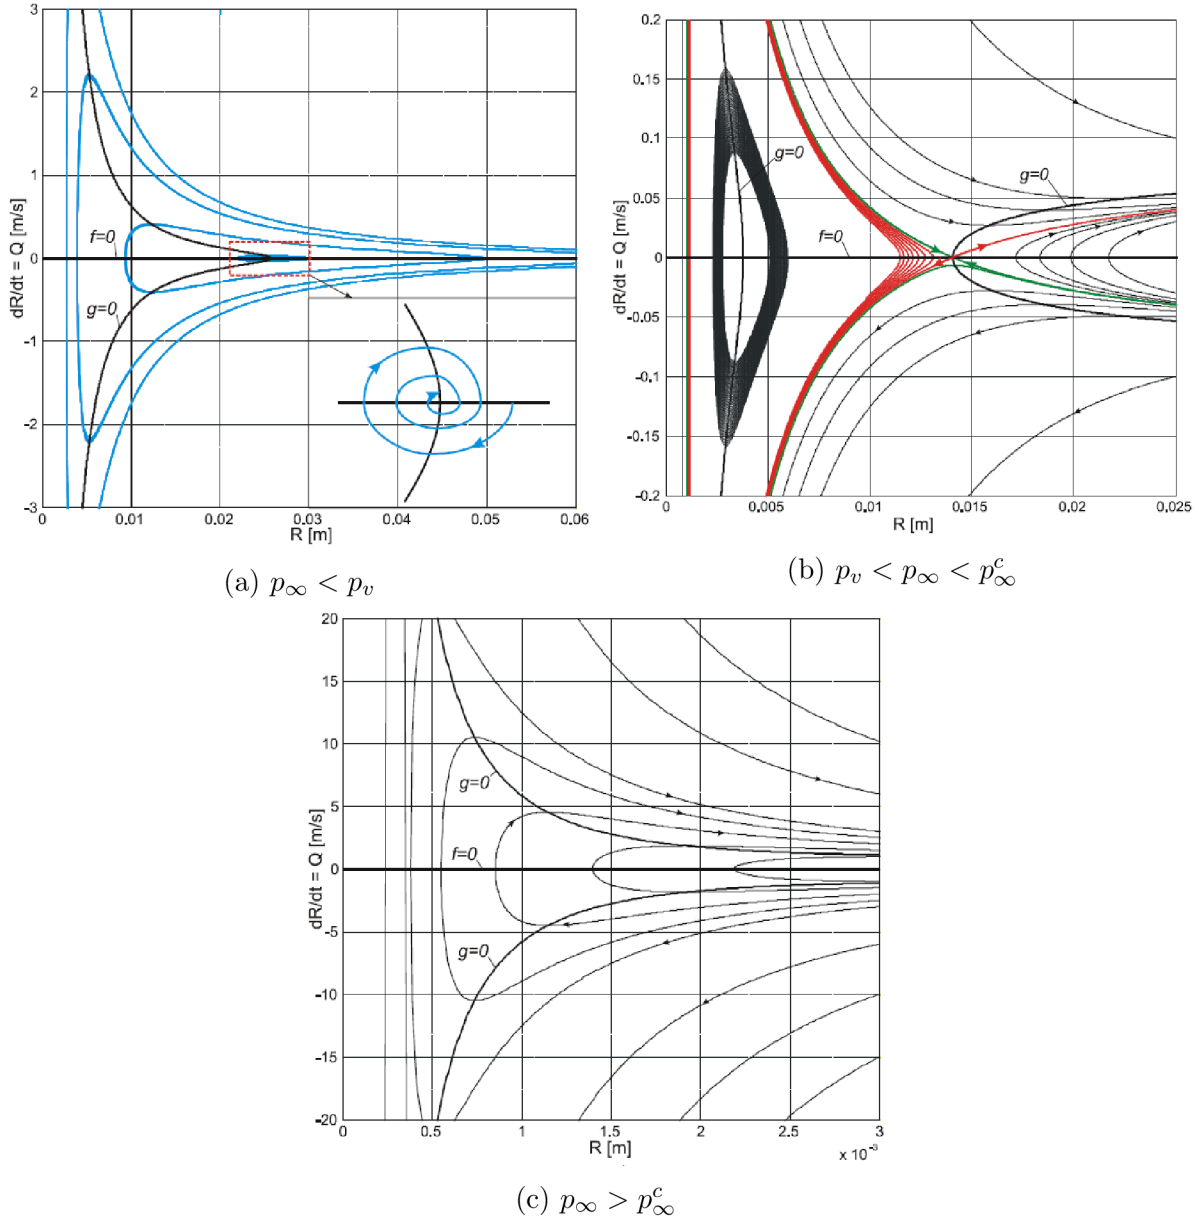 3
2
1
0
-1
-2
-3
dR/dt = Q [m/s]
f=0
g=0
0
0.01
0.02
0.03
0.04
0.05
0.06
R [m]
(a) p∞ < pv
0.2
0.15
0.1
0.05
0
-0.05
-0.1
-0.15
-0.2
dR/dt = Q [m/s]
g=0
g=0
f=0
0
0.005
0.01
0.015
0.02
0.025
R [m]
(b) pv < p∞ < p∞^c
20
15
10
5
0
-5
-10
-15
-20
dR/dt = Q [m/s]
g=0
f=0
g=0
0
0.5
1
1.5
2
2.5
3
R [m]
x 10⁻³
(c) p∞ > p∞^c